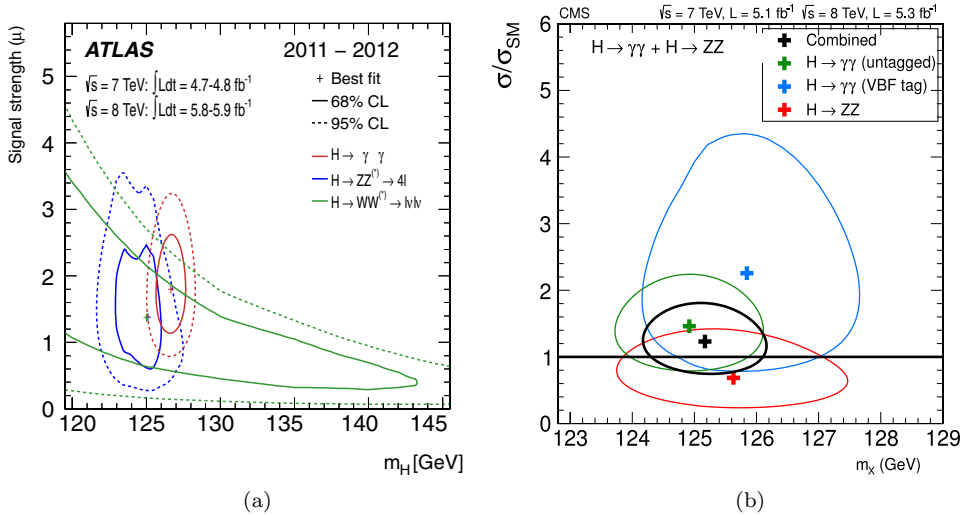 ATLAS 2011 – 2012
√s = 7 TeV: ∫Ldt = 4.7-4.8 fb⁻¹
√s = 8 TeV: ∫Ldt = 5.8-5.9 fb⁻¹
+ Best fit
68% CL
95% CL
H → γ γ
H → ZZ(*) → 4l
H → WW(*) → lνlν
Signal strength (μ)
5
4
3
2
1
0
120 125 130 135 140 145
m_H [GeV]
(a)
CMS √s = 7 TeV, L = 5.1 fb⁻¹ √s = 8 TeV, L = 5.3 fb⁻¹
H → γγ + H → ZZ
Combined
H → γγ (untagged)
H → γγ (VBF tag)
H → ZZ
σ/σ_SM
6
5
4
3
2
1
0
123 124 125 126 127 128 129
m_X (GeV)
(b)